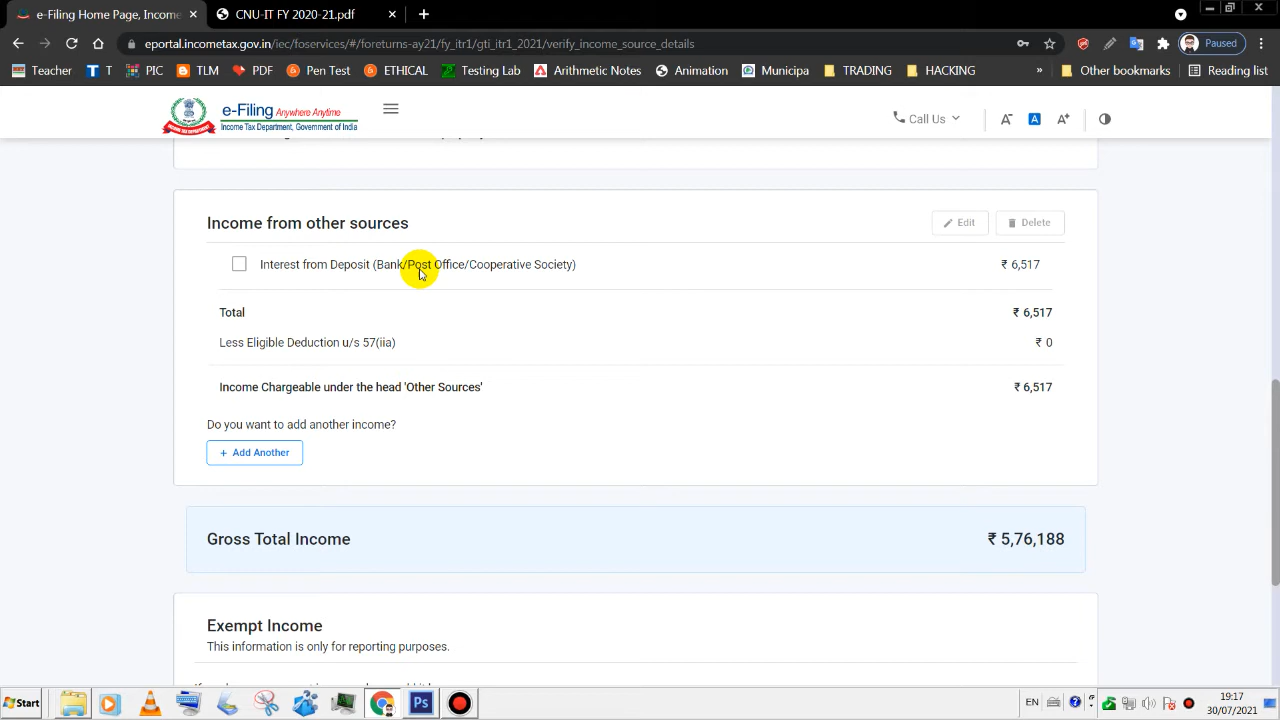 e-Filing Home Page, Income
CNU-IT FY 2020-21.pdf
eportal.incometax.gov.in/iec/foservices/#/foreturns-ay21/fy_itr1/gti_itr1_2021/verify_income_source_details
Paused
Teacher T PIC TLM PDF Pen Test ETHICAL Testing Lab Arithmetic Notes Animation Municipa TRADING HACKING » Other bookmarks Reading list
e-Filing Anywhere Anytime
Income Tax Department, Government of India
Call Us A- A A+
Income from other sources
Edit Delete
Interest from Deposit (Bank/Post Office/Cooperative Society) ₹ 6,517
Total ₹ 6,517
Less Eligible Deduction u/s 57(iia) ₹ 0
Income Chargeable under the head 'Other Sources' ₹ 6,517
Do you want to add another income?
+ Add Another
Gross Total Income ₹ 5,76,188
Exempt Income
This information is only for reporting purposes.
Start
Ps
EN
19:17
30/07/2021